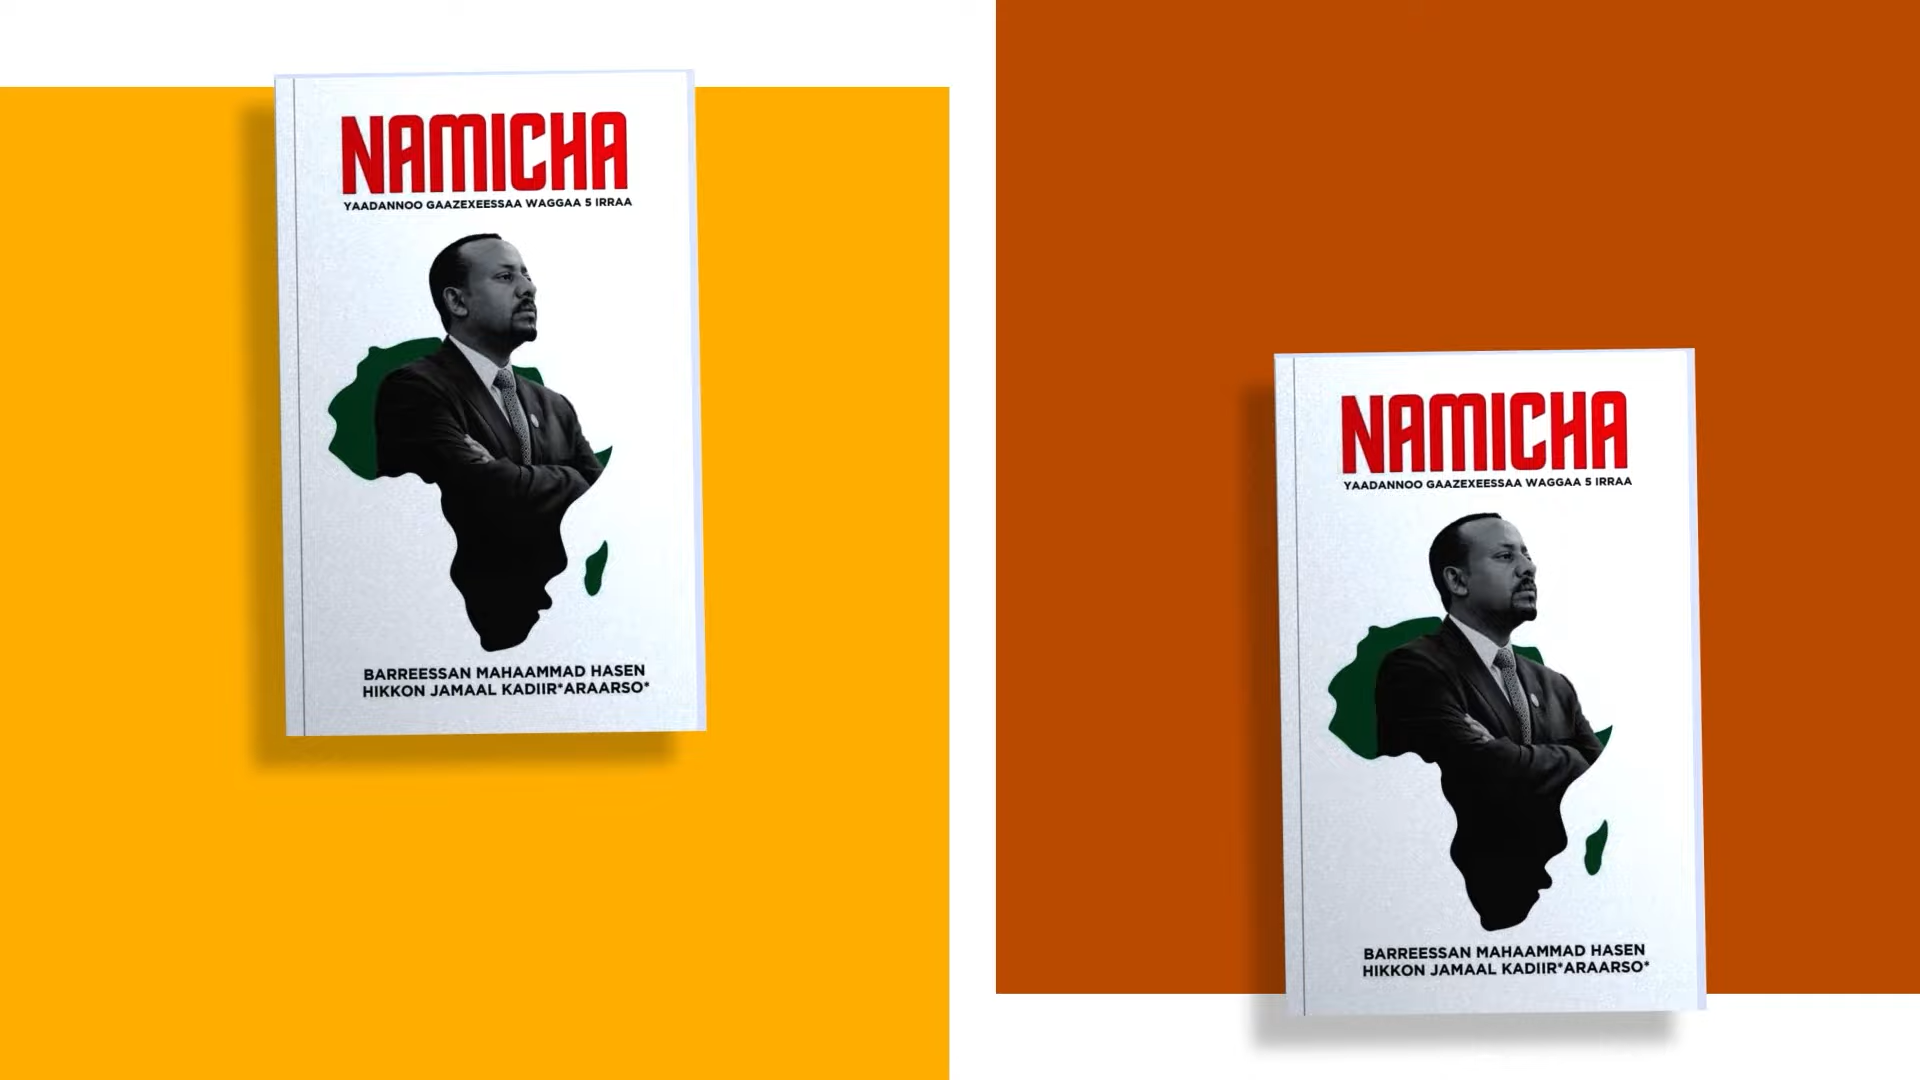 NAMICHA
YAADANNOO GAAZEXEESSAA WAGGAA 5 IRRAA
BARREESSAN MAHAAMMAD HASEN
HIKKON JAMAAL KADIIR*ARAARSO*
NAMICHA
YAADANNOO GAAZEXEESSAA WAGGAA 5 IRRAA
BARREESSAN MAHAAMMAD HASEN
HIKKON JAMAAL KADIIR*ARAARSO*